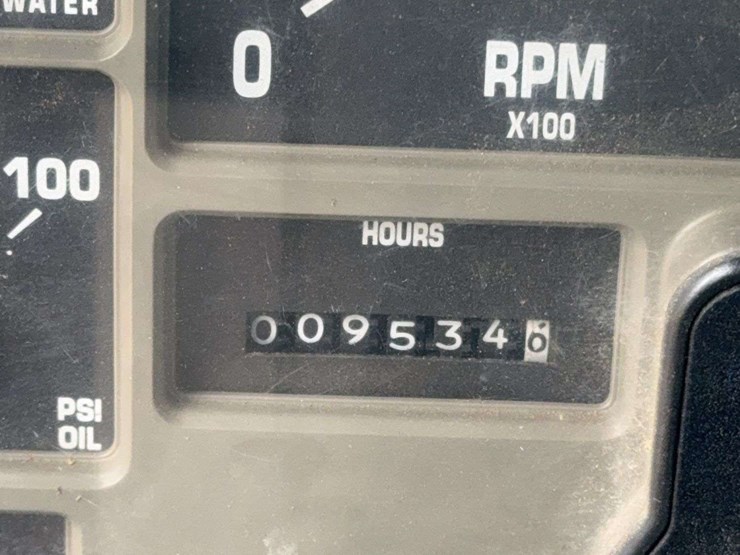 WATER
0
RPM
X100
100
HOURS
0095346
PSI
OIL